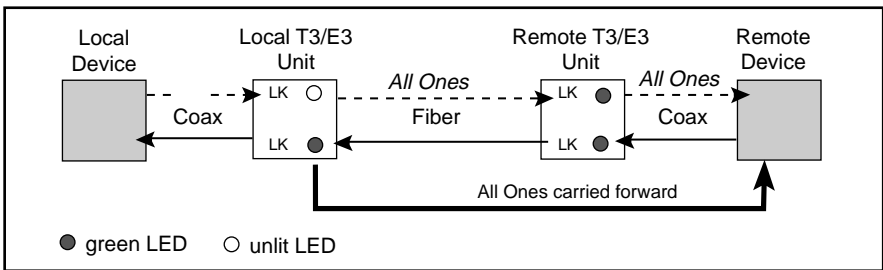 Local Device
Local T3/E3 Unit
Remote T3/E3 Unit
Remote Device
LK
All Ones
LK
All Ones
Coax
Fiber
Coax
LK
LK
All Ones carried forward
green LED
unlit LED